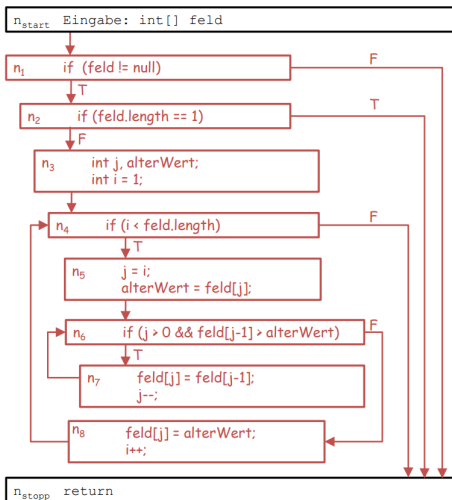 n_start Eingabe: int[] feld
n1 if (feld != null) F
T
n2 if (feld.length == 1) T
F
n3 int j, alterWert;
int i = 1;
n4 if (i < feld.length) F
T
n5 j = i;
alterWert = feld[j];
n6 if (j > 0 && feld[j-1] > alterWert) F
T
n7 feld[j] = feld[j-1];
j--;
n8 feld[j] = alterWert;
i++;
n_stopp return